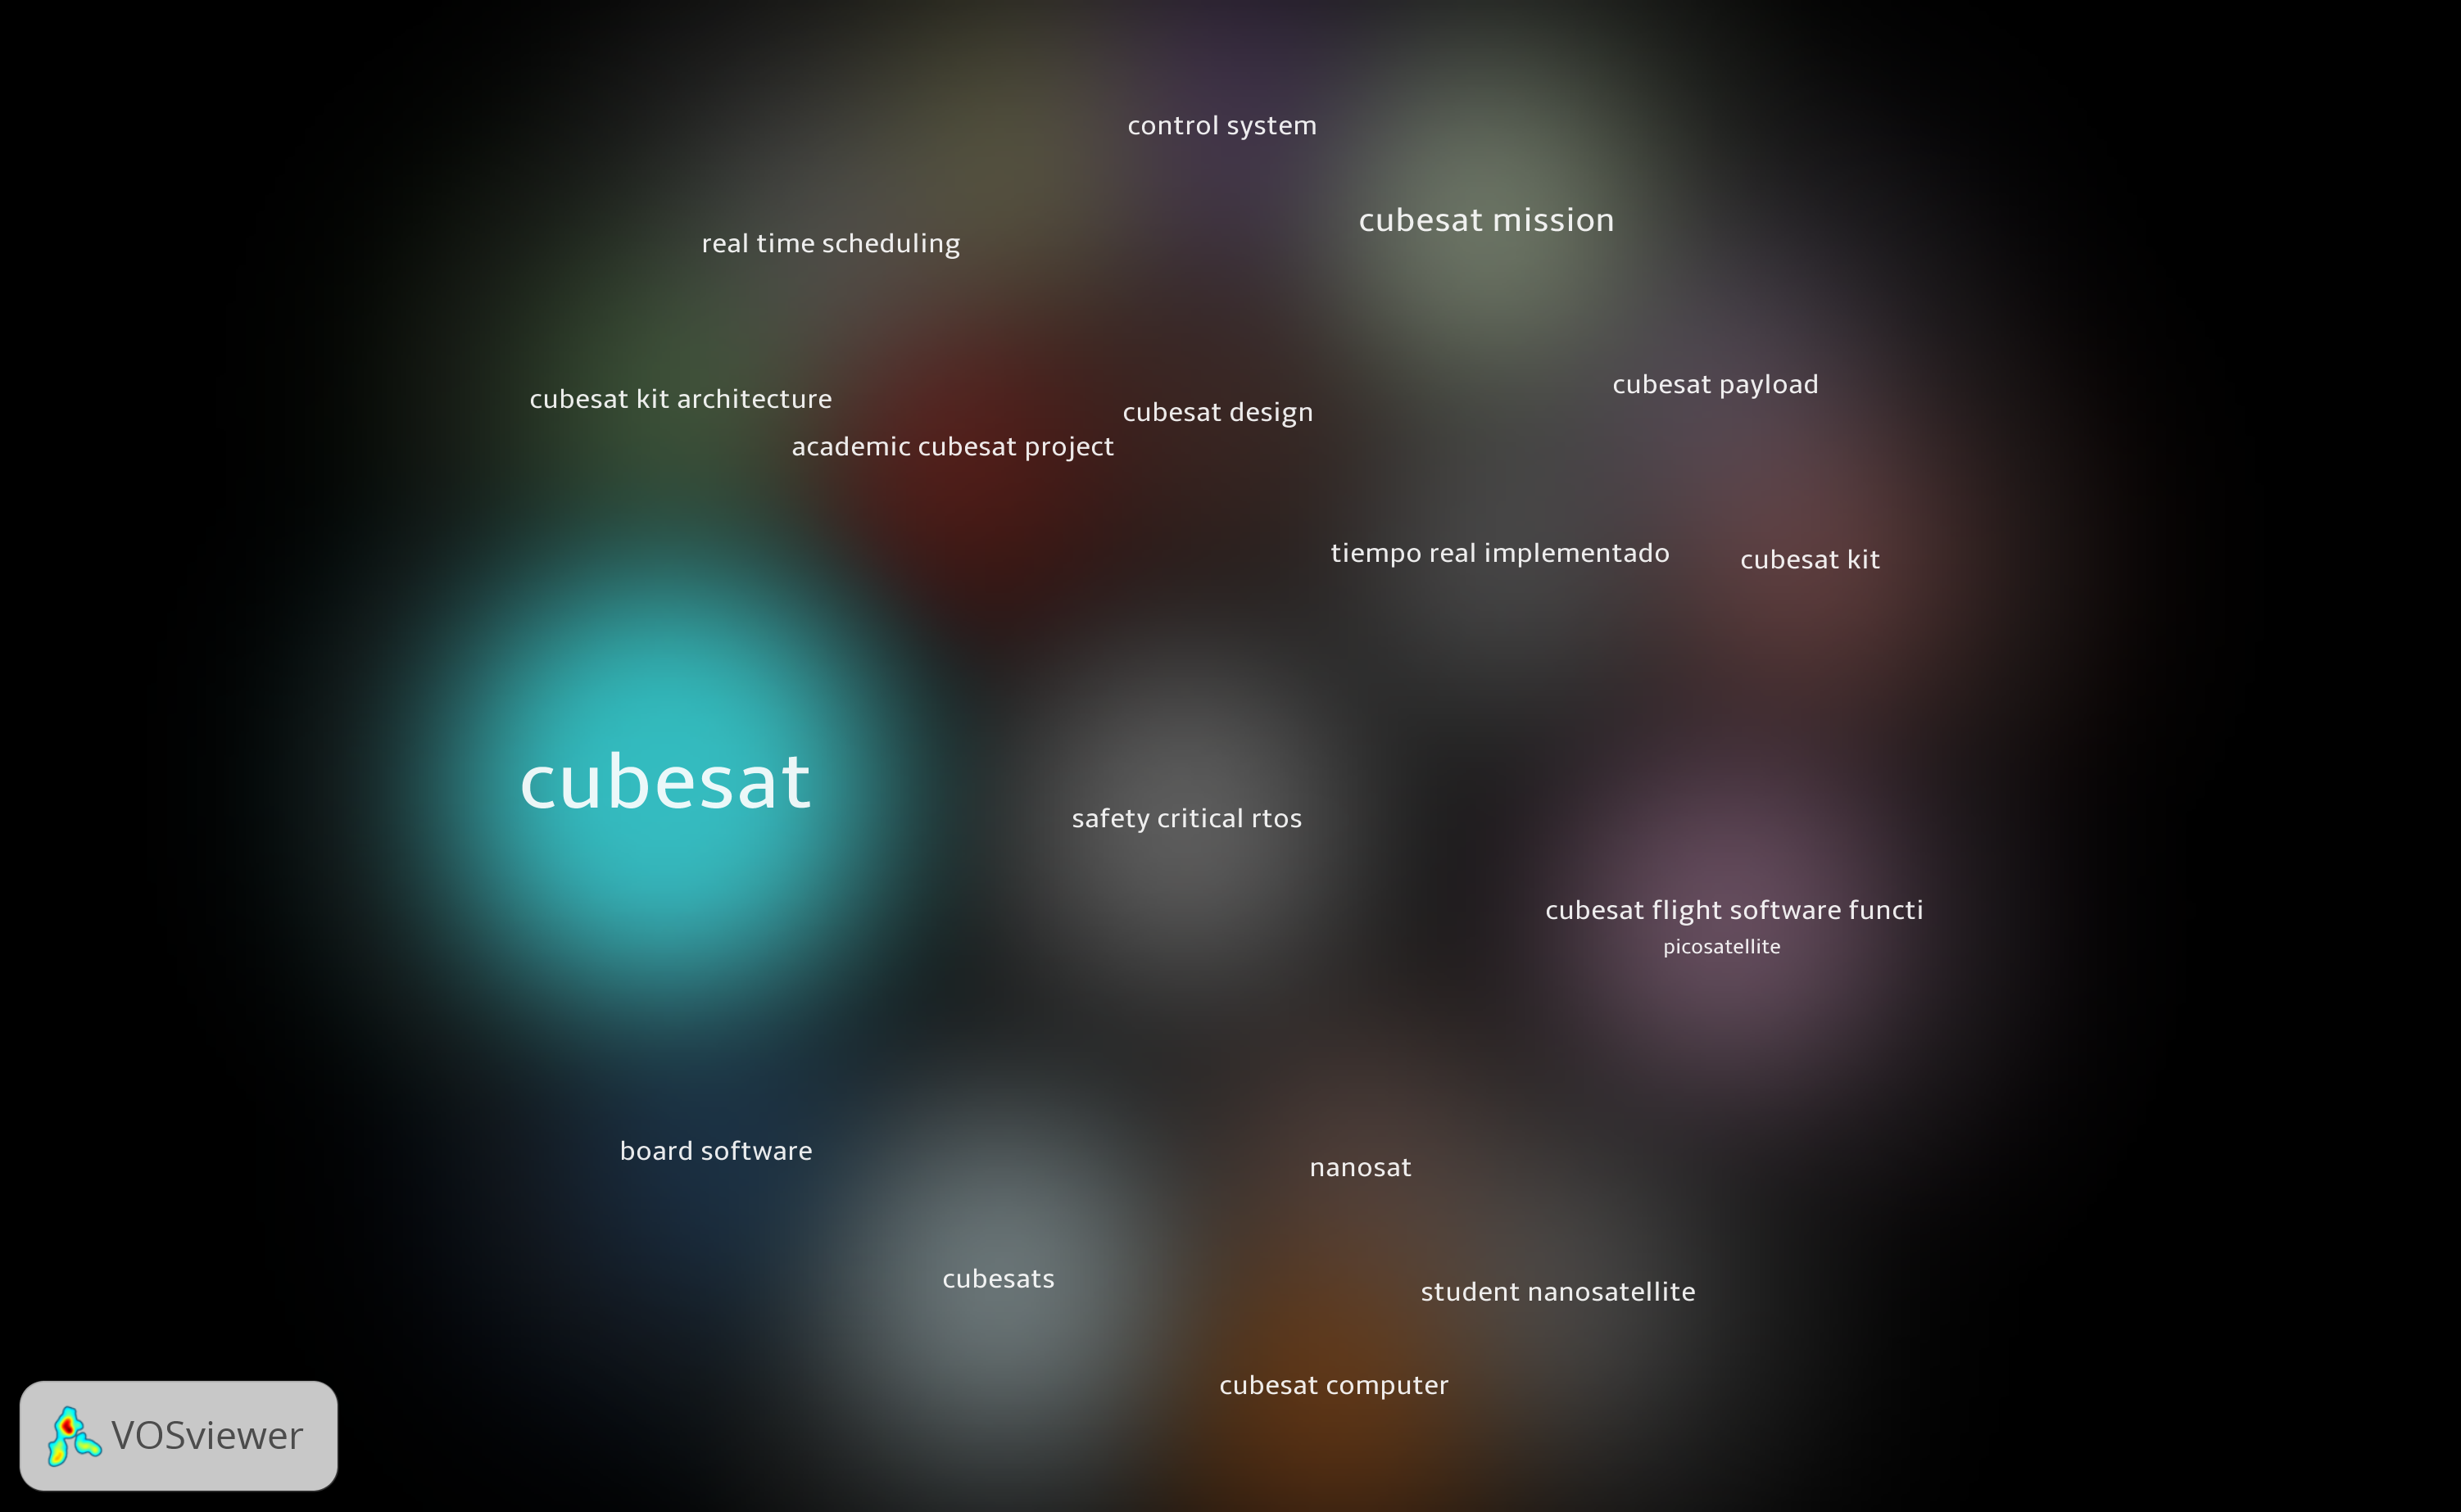 control system
cubesat mission
real time scheduling
cubesat payload
cubesat kit architecture
cubesat design
academic cubesat project
tiempo real implementado
cubesat kit
cubesat
safety critical rtos
cubesat flight software functi
picosatellite
board software
nanosat
cubesats
student nanosatellite
cubesat computer
VOSviewer